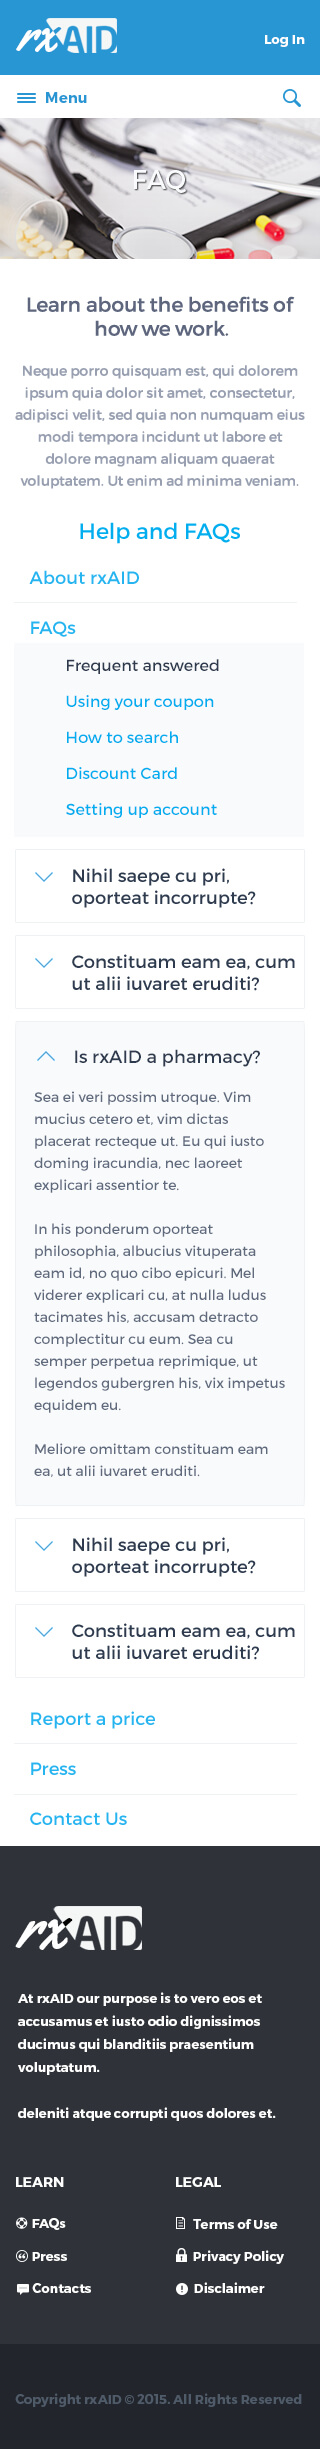 rxAID
Log In
Menu
FAQ
Learn about the benefits of
how we work.
Neque porro quisquam est, qui dolorem
ipsum quia dolor sit amet, consectetur,
adipisci velit, sed quia non numquam eius
modi tempora incidunt ut labore et
dolore magnam aliquam quaerat
voluptatem. Ut enim ad minima veniam.
Help and FAQs
About rxAID
FAQs
Frequent answered
Using your coupon
How to search
Discount Card
Setting up account
Nihil saepe cu pri,
oporteat incorrupte?
Constituam eam ea, cum
ut alii iuvaret eruditi?
Is rxAID a pharmacy?
Sea ei veri possim utroque. Vim
mucius cetero et, vim dictas
placerat recteque ut. Eu qui iusto
doming iracundia, nec laoreet
explicari assentior te.
In his ponderum oporteat
philosophia, albucius vituperata
eam id, no quo cibo epicuri. Mel
viderer explicari cu, at nulla ludus
tacimates his, accusam detracto
complectitur cu eum. Sea cu
semper perpetua reprimique, ut
legendos gubergren his, vix impetus
equidem eu.
Meliore omittam constituam eam
ea, ut alii iuvaret eruditi.
Nihil saepe cu pri,
oporteat incorrupte?
Constituam eam ea, cum
ut alii iuvaret eruditi?
Report a price
Press
Contact Us
rxAID
At rxAID our purpose is to vero eos et
accusamus et iusto odio dignissimos
ducimus qui blanditiis praesentium
voluptatum.
deleniti atque corrupti quos dolores et.
LEARN
FAQs
Press
Contacts
LEGAL
Terms of Use
Privacy Policy
Disclaimer
Copyright rxAID © 2015. All Rights Reserved